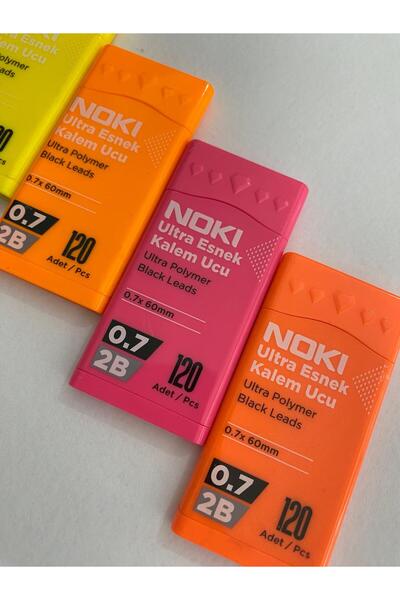 20
NOKI
Ultra Esnek
Kalem Ucu
Ultra Polymer
Black Leads
0.7x 60mm
0.7
2B
120
Adet / Pcs
NOKI
Ultra Esnek
Kalem Ucu
Ultra Polymer
Black Leads
0.7x 60mm
0.7
2B
120
Adet / Pcs
NOKI
Ultra Esnek
Kalem Ucu
Ultra Polymer
Black Leads
0.7x 60mm
0.7
2B
120
Adet / Pcs